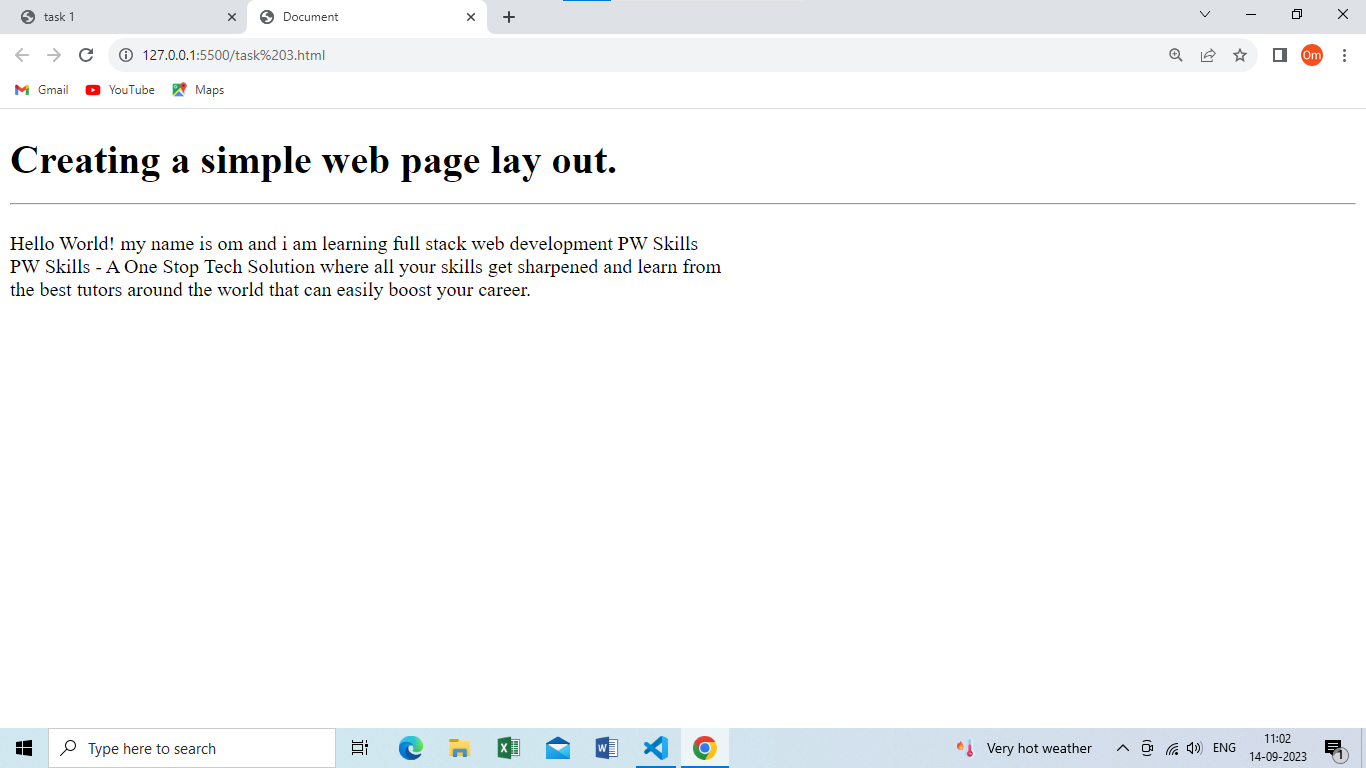 task 1
Document
127.0.0.1:5500/task%203.html
Om
Gmail
YouTube
Maps
Creating a simple web page lay out.
Hello World! my name is om and i am learning full stack web development PW Skills
PW Skills - A One Stop Tech Solution where all your skills get sharpened and learn from
the best tutors around the world that can easily boost your career.
Type here to search
Very hot weather
ENG
11:02
14-09-2023
1